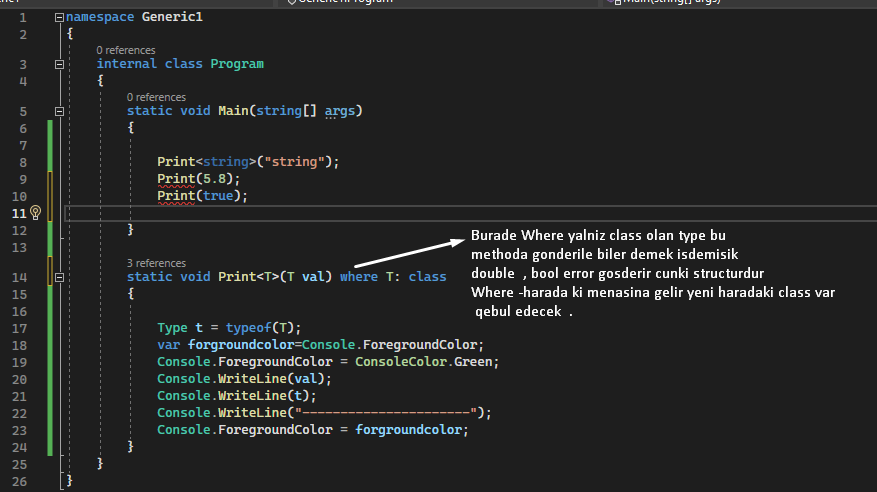 Main(string[] args)
1 namespace Generic1
2 {
0 references
3 internal class Program
4 {
0 references
5 static void Main(string[] args)
6 {
7
8 Print<string>("string");
9 Print(5.8);
10 Print(true);
11
12 }
13
3 references
14 static void Print<T>(T val) where T: class
15 {
16
17 Type t = typeof(T);
18 var forgroundcolor=Console.ForegroundColor;
19 Console.ForegroundColor = ConsoleColor.Green;
20 Console.WriteLine(val);
21 Console.WriteLine(t);
22 Console.WriteLine("----------------------");
23 Console.ForegroundColor = forgroundcolor;
24 }
25 }
26 }
Burade Where yalniz class olan type bu
methoda gonderile biler demek isdemisik
double , bool error gosderir cunki structurdur
Where -harada ki menasina gelir yeni haradaki class var
qebul edecek .